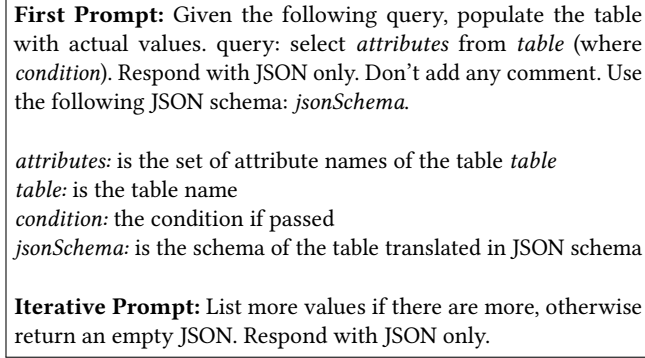 First Prompt: Given the following query, populate the table
with actual values. query: select attributes from table (where
condition). Respond with JSON only. Don't add any comment. Use
the following JSON schema: jsonSchema.
attributes: is the set of attribute names of the table table
table: is the table name
condition: the condition if passed
jsonSchema: is the schema of the table translated in JSON schema
Iterative Prompt: List more values if there are more, otherwise
return an empty JSON. Respond with JSON only.